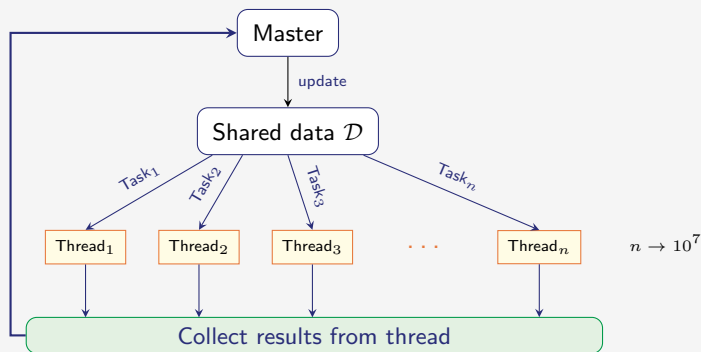 Master
update
Shared data 𝒟
Task₁ Task₂ Task₃ Taskₙ
Thread₁ Thread₂ Thread₃ · · · Threadₙ n → 10⁷
Collect results from thread